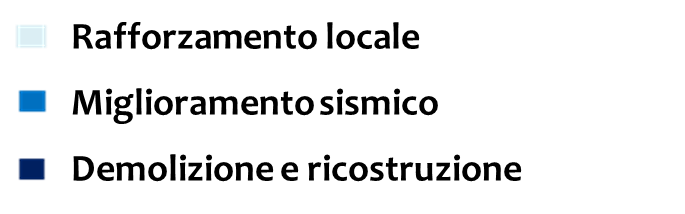 Rafforzamento locale
Miglioramento sismico
Demolizione e ricostruzione